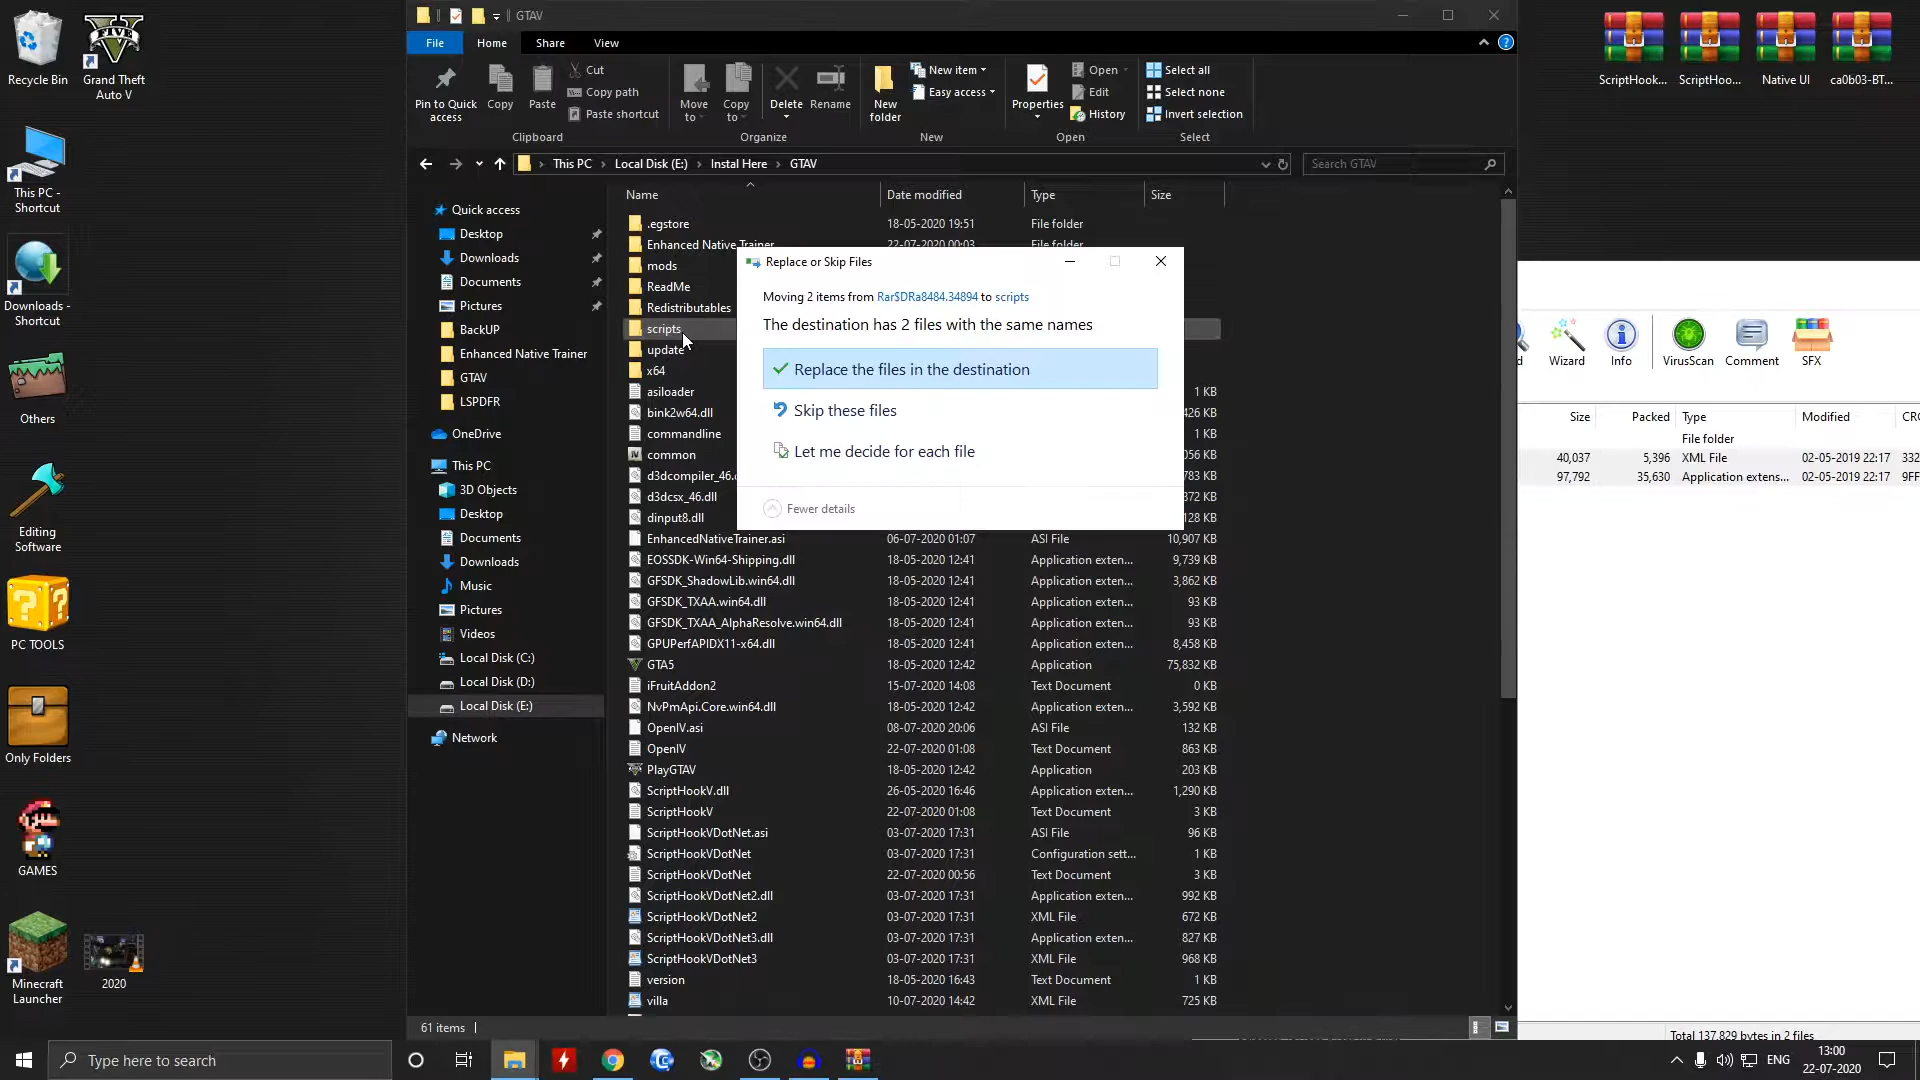 GTAV
File
Home
Share
View
Pin to Quick access
Copy
Paste
Cut
Copy path
Paste shortcut
Clipboard
Move to
Copy to
Delete
Rename
Organize
New folder
New item
Easy access
New
Properties
Open
Edit
History
Open
Select all
Select none
Invert selection
Select
This PC > Local Disk (E:) > Instal Here > GTAV
Search GTAV
Recycle Bin
Grand Theft Auto V
This PC - Shortcut
Downloads - Shortcut
Others
Editing Software
PC TOOLS
Only Folders
GAMES
Minecraft Launcher
2020
ScriptHook...
ScriptHoo...
Native UI
ca0b03-BT...
Quick access
Desktop
Downloads
Documents
Pictures
BackUP
Enhanced Native Trainer
GTAV
LSPDFR
OneDrive
This PC
3D Objects
Desktop
Documents
Downloads
Music
Pictures
Videos
Local Disk (C:)
Local Disk (D:)
Local Disk (E:)
Network
Name Date modified Type Size
.egstore 18-05-2020 19:51 File folder
Enhanced Native Trainer 22-07-2020 00:03 File folder
mods
ReadMe
Redistributables
scripts
update
x64
asiloader 1 KB
bink2w64.dll 426 KB
commandline 1 KB
common 056 KB
d3dcompiler_46.d 783 KB
d3dcsx_46.dll 372 KB
dinput8.dll 128 KB
EnhancedNativeTrainer.asi 06-07-2020 01:07 ASI File 10,907 KB
EOSSDK-Win64-Shipping.dll 18-05-2020 12:41 Application exten... 9,739 KB
GFSDK_ShadowLib.win64.dll 18-05-2020 12:41 Application exten... 3,862 KB
GFSDK_TXAA.win64.dll 18-05-2020 12:41 Application exten... 93 KB
GFSDK_TXAA_AlphaResolve.win64.dll 18-05-2020 12:41 Application exten... 93 KB
GPUPerfAPIDX11-x64.dll 18-05-2020 12:41 Application exten... 8,458 KB
GTA5 18-05-2020 12:42 Application 75,832 KB
iFruitAddon2 15-07-2020 14:08 Text Document 0 KB
NvPmApi.Core.win64.dll 18-05-2020 12:42 Application exten... 3,592 KB
OpenIV.asi 08-07-2020 20:06 ASI File 132 KB
OpenIV 22-07-2020 01:08 Text Document 863 KB
PlayGTAV 18-05-2020 12:42 Application 203 KB
ScriptHookV.dll 26-05-2020 16:46 Application exten... 1,290 KB
ScriptHookV 22-07-2020 01:08 Text Document 3 KB
ScriptHookVDotNet.asi 03-07-2020 17:31 ASI File 96 KB
ScriptHookVDotNet 03-07-2020 17:31 Configuration sett... 1 KB
ScriptHookVDotNet 22-07-2020 00:56 Text Document 3 KB
ScriptHookVDotNet2.dll 03-07-2020 17:31 Application exten... 992 KB
ScriptHookVDotNet2 03-07-2020 17:31 XML File 672 KB
ScriptHookVDotNet3.dll 03-07-2020 17:31 Application exten... 827 KB
ScriptHookVDotNet3 03-07-2020 17:31 XML File 968 KB
version 18-05-2020 16:43 Text Document 1 KB
villa 10-07-2020 14:42 XML File 725 KB
61 items
Replace or Skip Files
Moving 2 items from Rar$DRa8484.34894 to scripts
The destination has 2 files with the same names
Replace the files in the destination
Skip these files
Let me decide for each file
Fewer details
d
Wizard
Info
VirusScan
Comment
SFX
Size Packed Type Modified CRC
File folder
40,037 5,396 XML File 02-05-2019 22:17 332
97,792 35,630 Application extens... 02-05-2019 22:17 9FF
Total 137,829 bytes in 2 files
Type here to search
ENG
13:00
22-07-2020